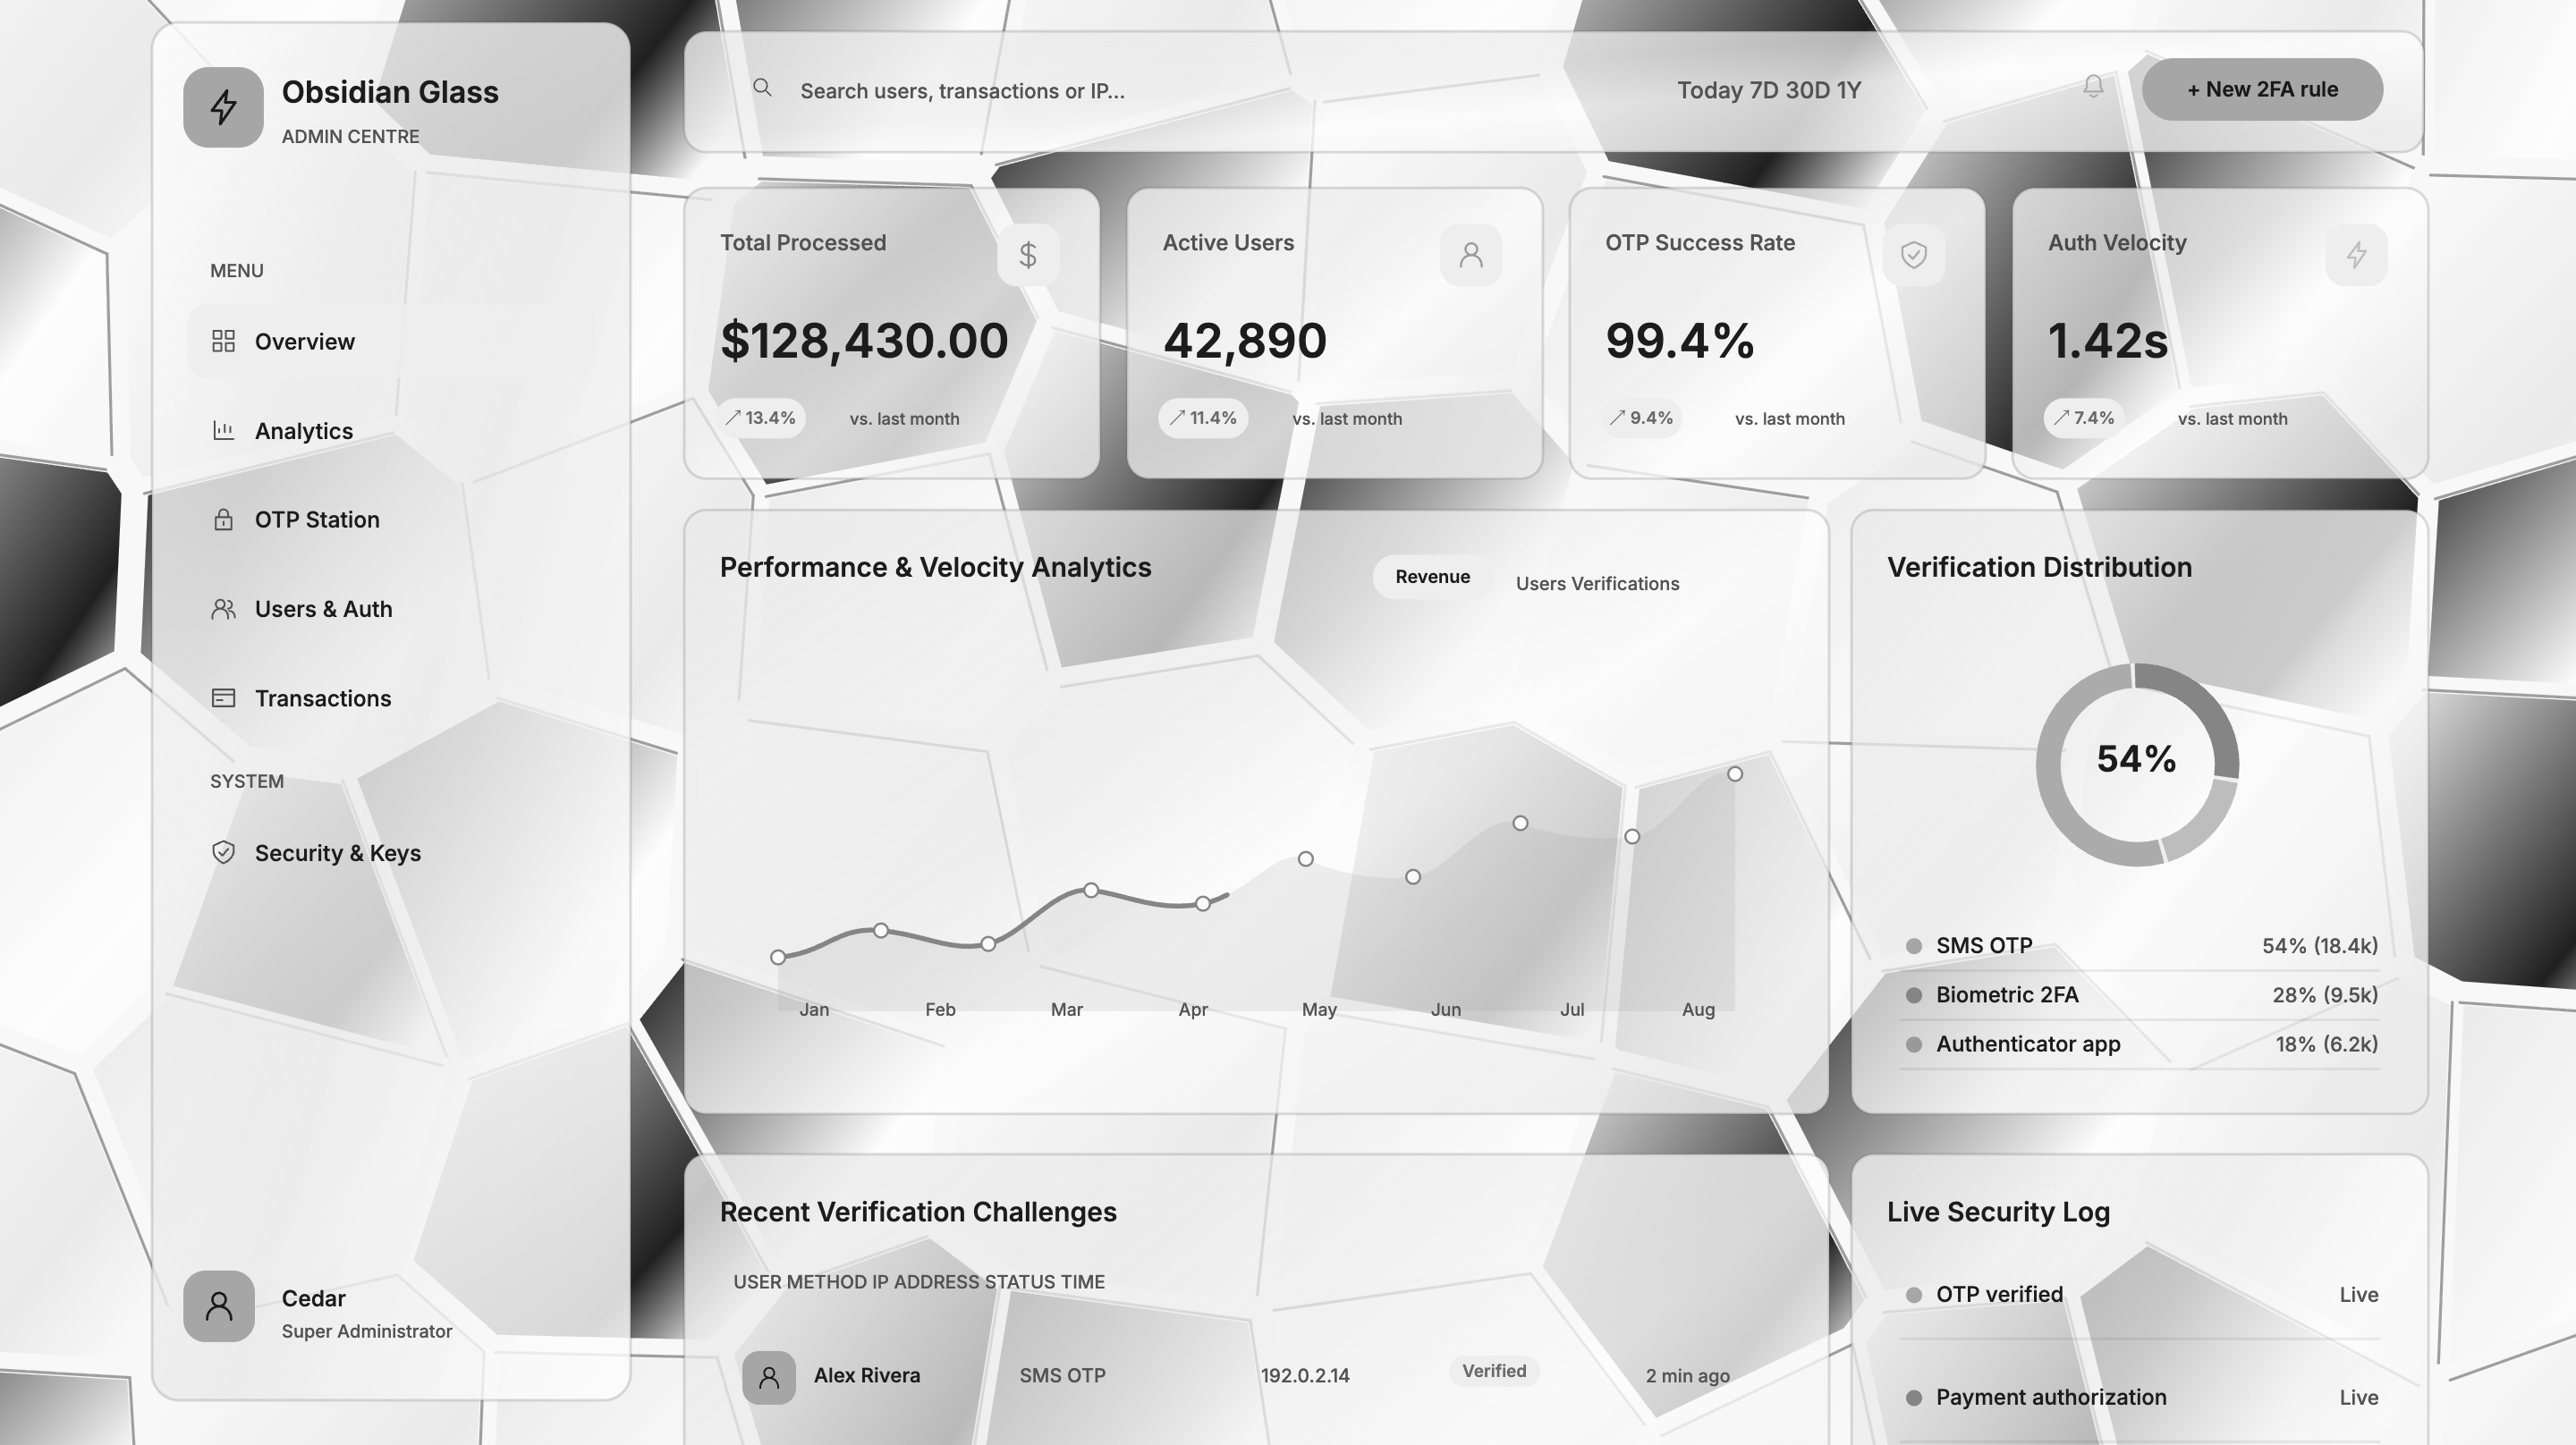 Obsidian Glass
ADMIN CENTRE
MENU
Overview
Analytics
OTP Station
Users & Auth
Transactions
SYSTEM
Security & Keys
Cedar
Super Administrator
Search users, transactions or IP...
Today 7D 30D 1Y
+ New 2FA rule
Total Processed
$
$128,430.00
13.4% vs. last month
Active Users
42,890
11.4% vs. last month
OTP Success Rate
99.4%
9.4% vs. last month
Auth Velocity
1.42s
7.4% vs. last month
Performance & Velocity Analytics
Revenue Users Verifications
Jan Feb Mar Apr May Jun Jul Aug
Verification Distribution
54%
SMS OTP 54% (18.4k)
Biometric 2FA 28% (9.5k)
Authenticator app 18% (6.2k)
Recent Verification Challenges
USER METHOD IP ADDRESS STATUS TIME
Alex Rivera SMS OTP 192.0.2.14 Verified 2 min ago
Live Security Log
OTP verified Live
Payment authorization Live